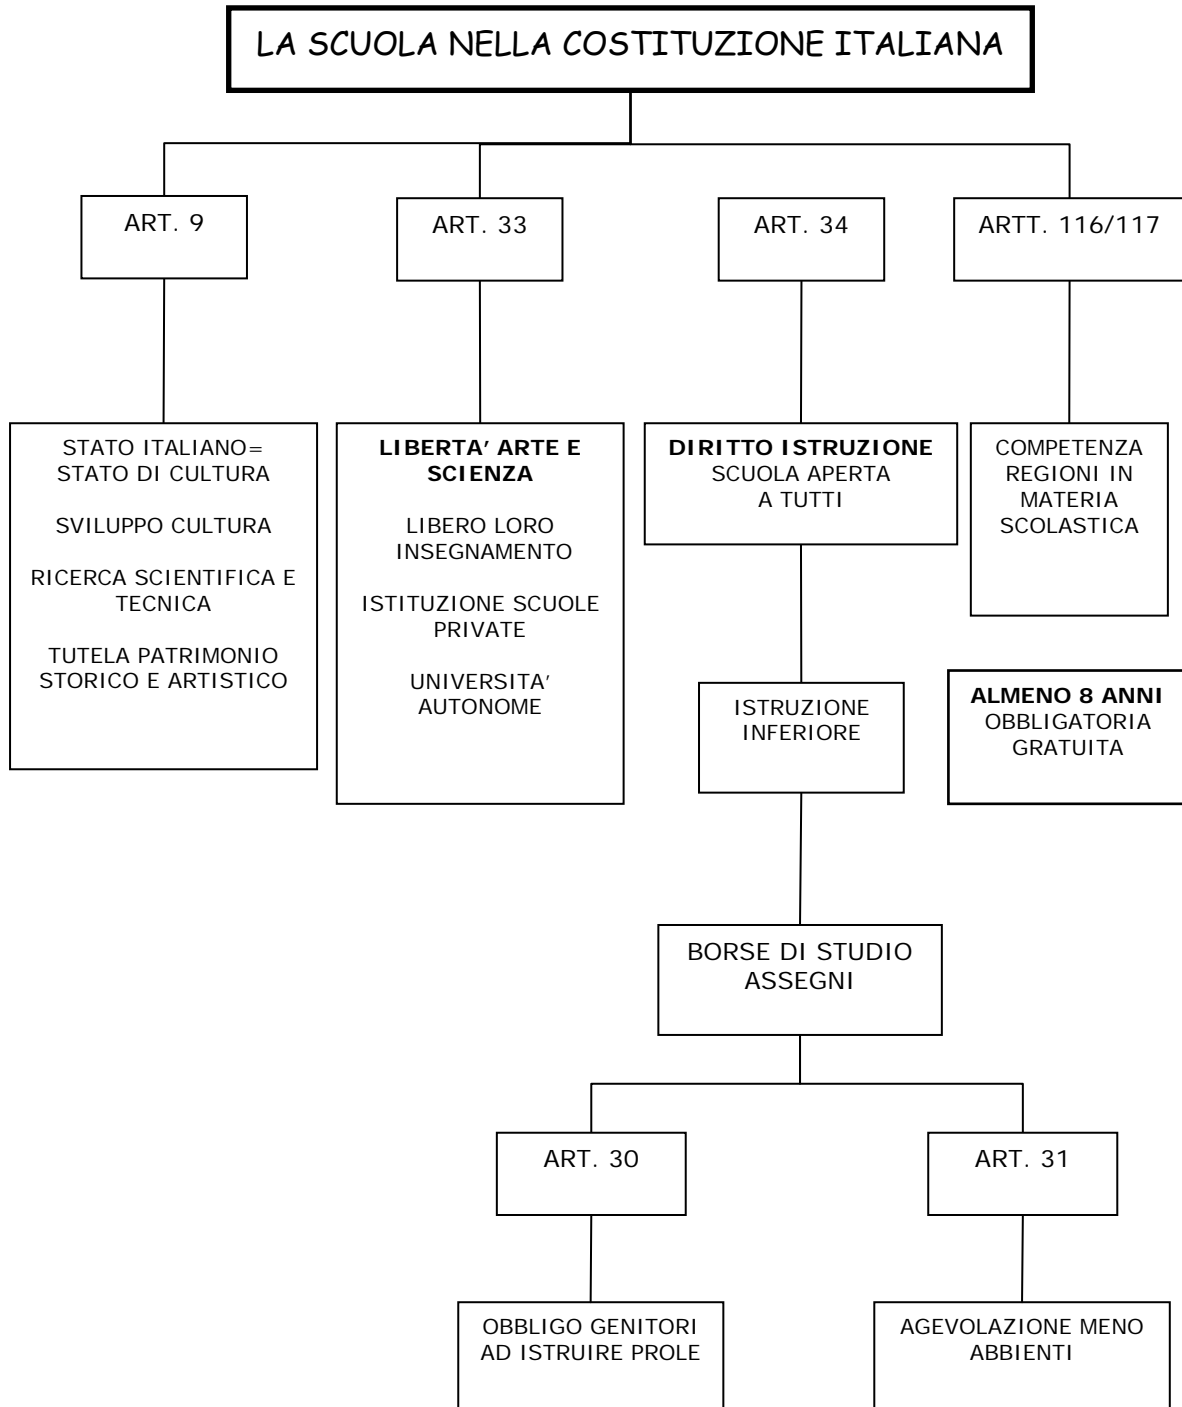 LA SCUOLA NELLA COSTITUZIONE ITALIANA
ART. 9
ART. 33
ART. 34
ARTT. 116/117
STATO ITALIANO=
STATO DI CULTURA
SVILUPPO CULTURA
RICERCA SCIENTIFICA E
TECNICA
TUTELA PATRIMONIO
STORICO E ARTISTICO
LIBERTA' ARTE E
SCIENZA
LIBERO LORO
INSEGNAMENTO
ISTITUZIONE SCUOLE
PRIVATE
UNIVERSITA'
AUTONOME
DIRITTO ISTRUZIONE
SCUOLA APERTA
A TUTTI
COMPETENZA
REGIONI IN
MATERIA
SCOLASTICA
ISTRUZIONE
INFERIORE
ALMENO 8 ANNI
OBBLIGATORIA
GRATUITA
BORSE DI STUDIO
ASSEGNI
ART. 30
ART. 31
OBBLIGO GENITORI
AD ISTRUIRE PROLE
AGEVOLAZIONE MENO
ABBIENTI